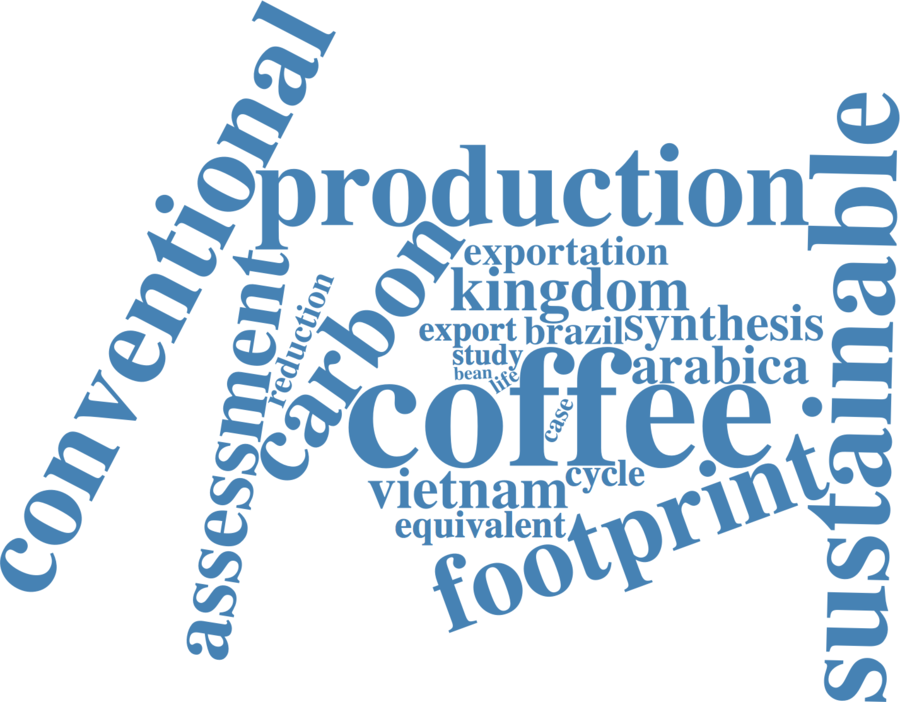 conventional
production
sustainable
assessment
reduction
carbon
exportation
kingdom
export
brazil
synthesis
study
arabica
bean
life
coffee
case
vietnam
cycle
equivalent
footprint